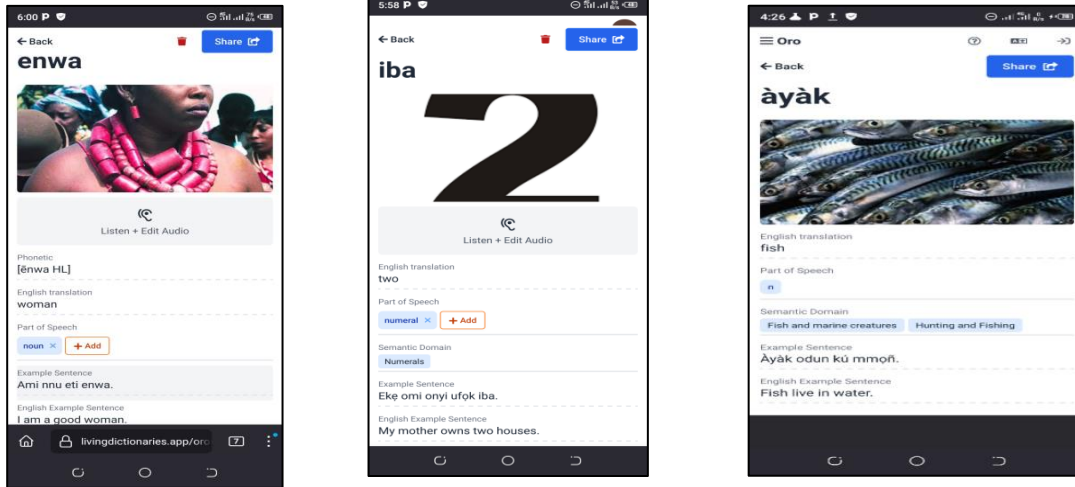 6:00 P
← Back
Share
enwa
Listen + Edit Audio
Phonetic
[ēnwa HL]
English translation
woman
Part of Speech
noun ×
+ Add
Example Sentence
Ami nnu eti enwa.
English Example Sentence
I am a good woman.
livingdictionaries.app/oro
7
5:58 P
← Back
Share
iba
2
Listen + Edit Audio
English translation
two
Part of Speech
numeral ×
+ Add
Semantic Domain
Numerals
Example Sentence
Ekẹ omi onyi ufọk iba.
English Example Sentence
My mother owns two houses.
4:26 P
Oro
← Back
Share
àyàk
English translation
fish
Part of Speech
n
Semantic Domain
Fish and marine creatures Hunting and Fishing
Example Sentence
Àyàk odun kú mmọñ.
English Example Sentence
Fish live in water.